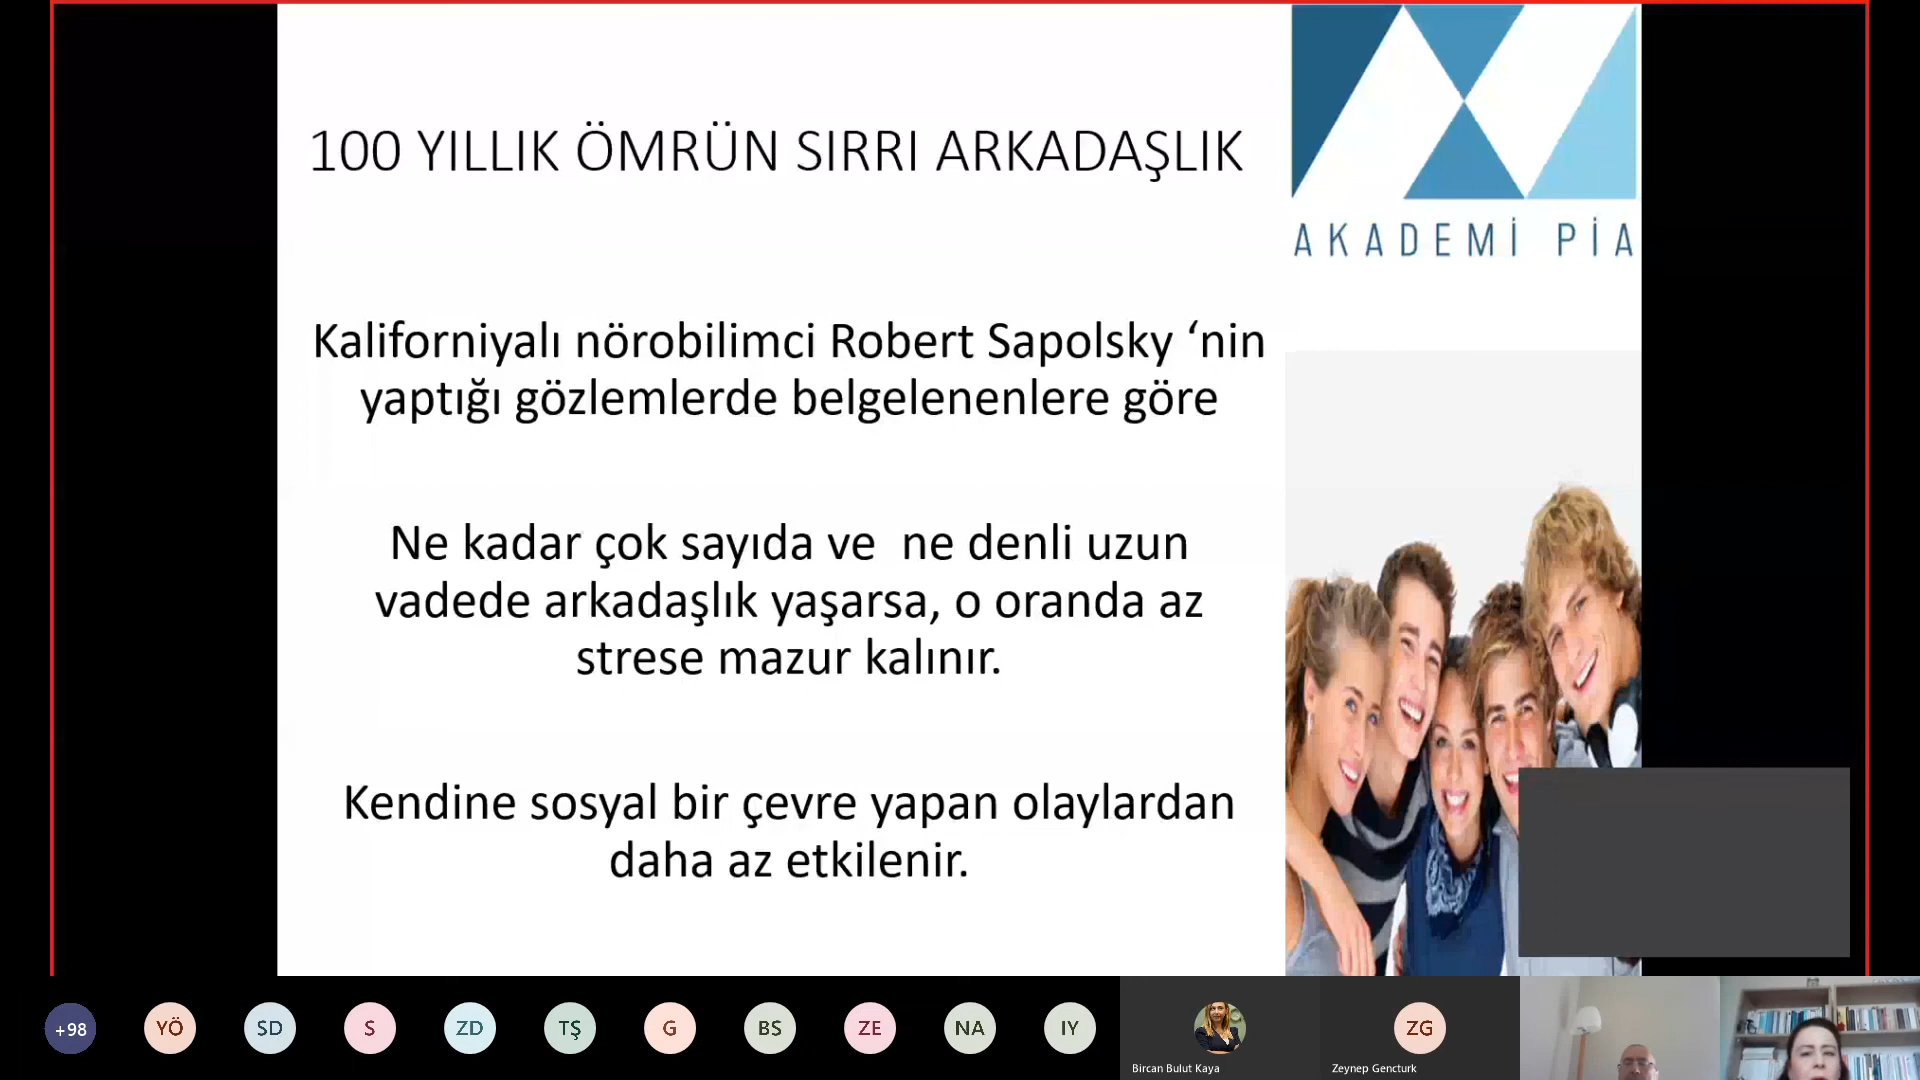 100 YILLIK ÖMRÜN SIRRI ARKADAŞLIK
AKADEMİ PİA
Kaliforniyalı nörobilimci Robert Sapolsky ‘nin
yaptığı gözlemlerde belgelenenlere göre
Ne kadar çok sayıda ve ne denli uzun
vadede arkadaşlık yaşarsa, o oranda az
strese mazur kalınır.
Kendine sosyal bir çevre yapan olaylardan
daha az etkilenir.
+98 YÖ SD S ZD TŞ G BS ZE NA IY ZG
Bircan Bulut Kaya Zeynep Gencturk